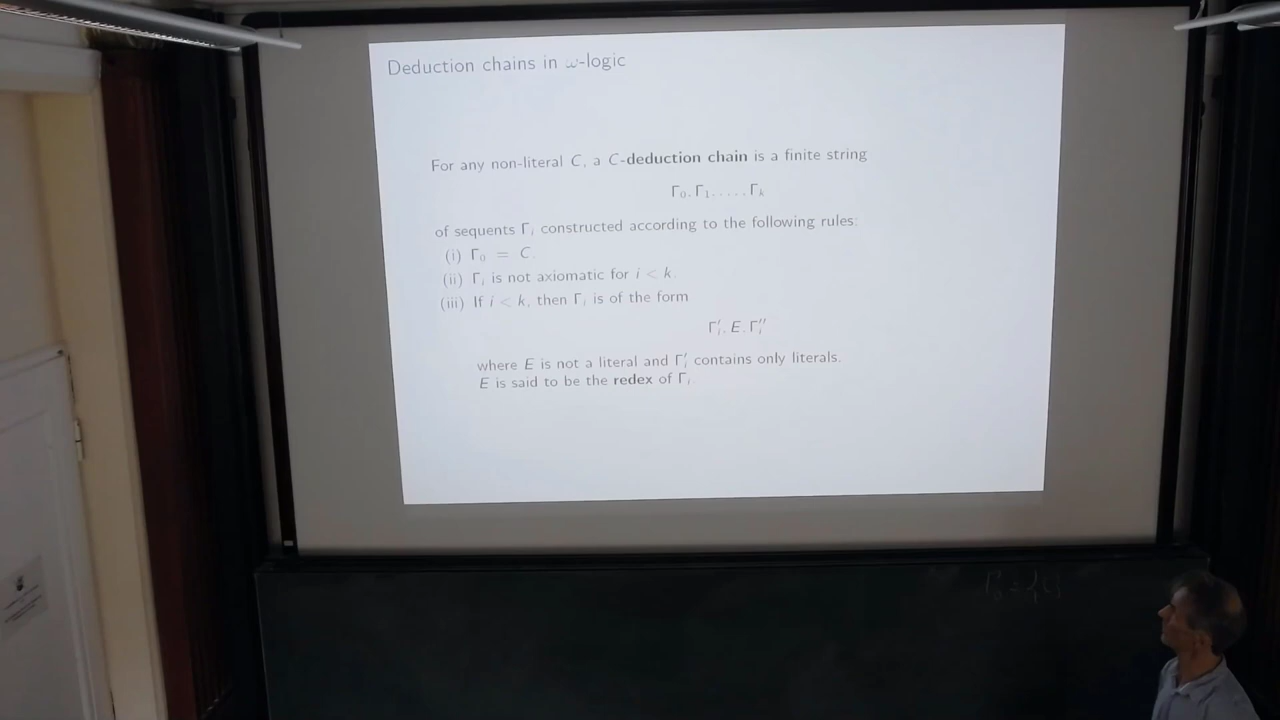 Deduction chains in ω-logic
For any non-literal C, a C-deduction chain is a finite string
Γ₀, Γ₁, . . . , Γₖ
of sequents Γᵢ constructed according to the following rules:
(i) Γ₀ = C.
(ii) Γᵢ is not axiomatic for i < k.
(iii) If i < k, then Γᵢ is of the form
Γ′ᵢ, E, Γ″ᵢ
where E is not a literal and Γ′ᵢ contains only literals.
E is said to be the redex of Γᵢ.